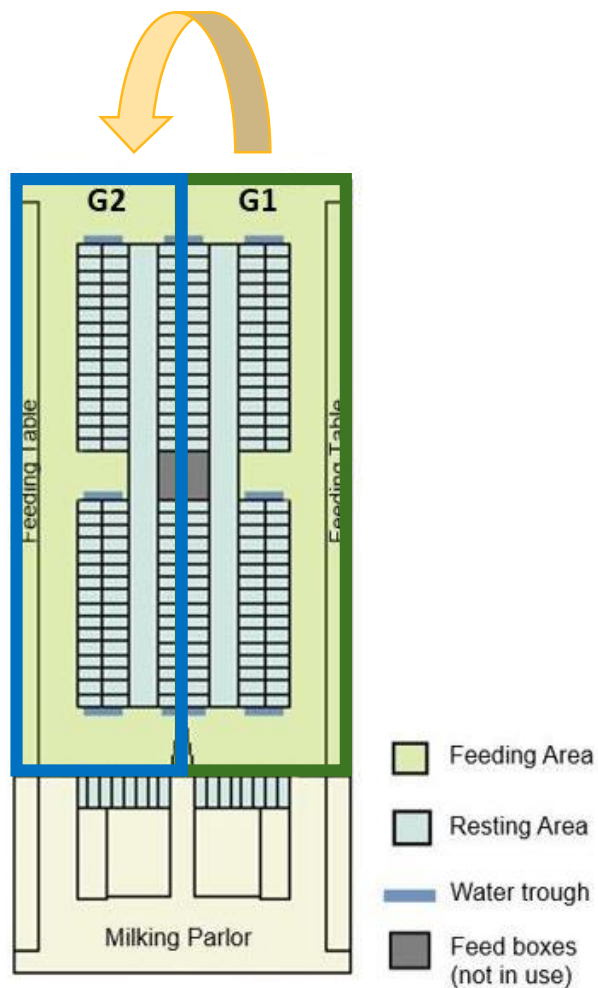 G2
G1
Feeding Table
Feeding Table
Feeding Area
Resting Area
Water trough
Feed boxes
(not in use)
Milking Parlor